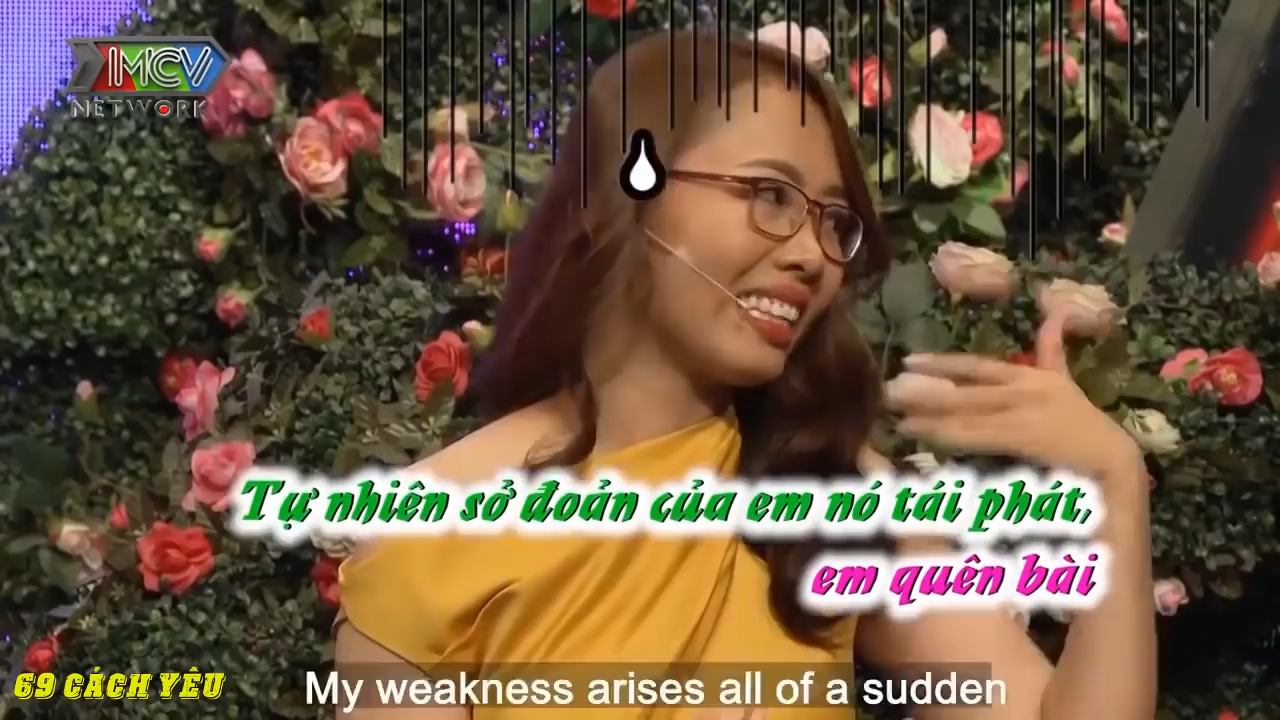 MCV
NETWORK
Tự nhiên sở đoản của em nó tái phát,
em quên bài
69 CÁCH YÊU
My weakness arises all of a sudden